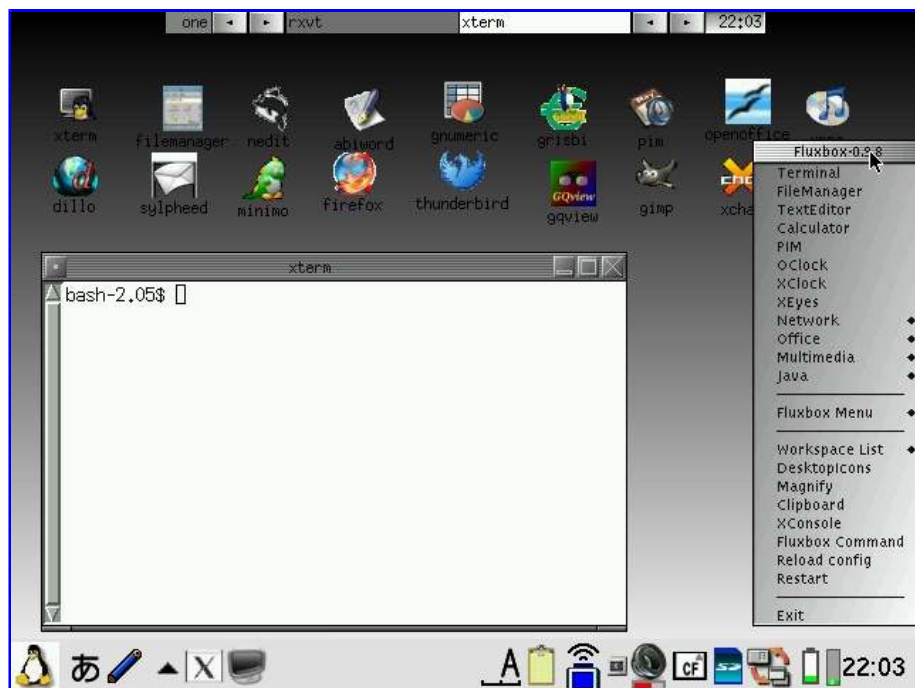 one rxvt xterm 22:03
xterm filemanager nedit abiword gnumeric grisbi pim openoffice
dillo sylpheed minimo firefox thunderbird GQview gqview gimp
Fluxbox-0.9.8
Terminal
FileManager
TextEditor
Calculator
PIM
OClock
XClock
XEyes
Network
Office
Multimedia
Java
Fluxbox Menu
Workspace List
DesktopIcons
Magnify
Clipboard
XConsole
Fluxbox Command
Reload config
Restart
Exit
xterm
bash-2.05$
あ X A CF SD 22:03